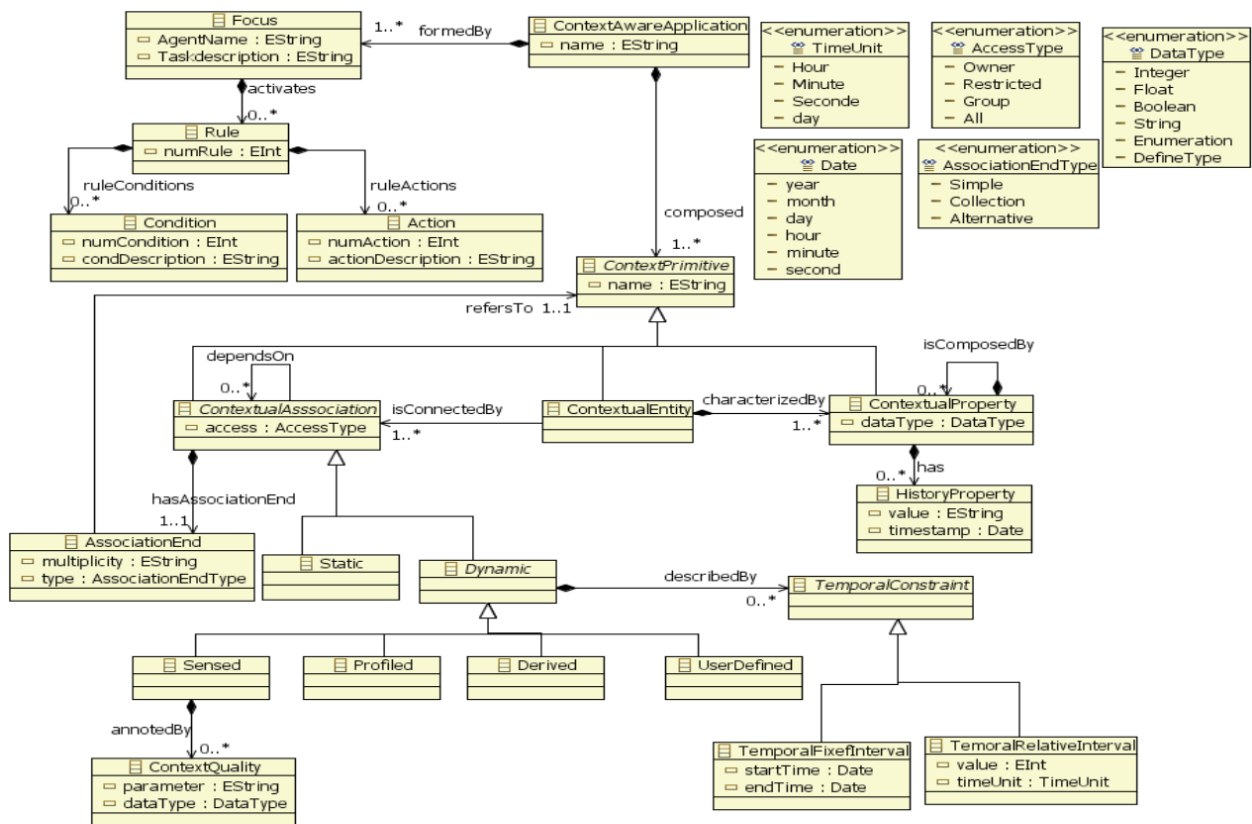 Focus
AgentName : EString
Taskdescription : EString
1..*
formedBy
ContextAwareApplication
name : EString
<<enumeration>>
TimeUnit
Hour
Minute
Seconde
day
<<enumeration>>
AccessType
Owner
Restricted
Group
All
<<enumeration>>
DataType
Integer
Float
Boolean
String
Enumeration
DefineType
activates
0..*
Rule
numRule : EInt
<<enumeration>>
Date
year
month
day
hour
minute
second
<<enumeration>>
AssociationEndType
Simple
Collection
Alternative
ruleConditions
0..*
ruleActions
0..*
Condition
numCondition : EInt
condDescription : EString
Action
numAction : EInt
actionDescription : EString
composed
1..*
ContextPrimitive
name : EString
refersTo 1..1
dependsOn
0..*
isComposedBy
0..*
ContextualAsssociation
access : AccessType
isConnectedBy
1..*
ContextualEntity
characterizedBy
1..*
ContextualProperty
dataType : DataType
has
0..*
hasAssociationEnd
1..1
HistoryProperty
value : EString
timestamp : Date
AssociationEnd
multiplicity : EString
type : AssociationEndType
Static
Dynamic
describedBy
0..*
TemporalConstraint
Sensed
Profiled
Derived
UserDefined
annotedBy
0..*
ContextQuality
parameter : EString
dataType : DataType
TemporalFixefInterval
startTime : Date
endTime : Date
TemoralRelativeInterval
value : EInt
timeUnit : TimeUnit